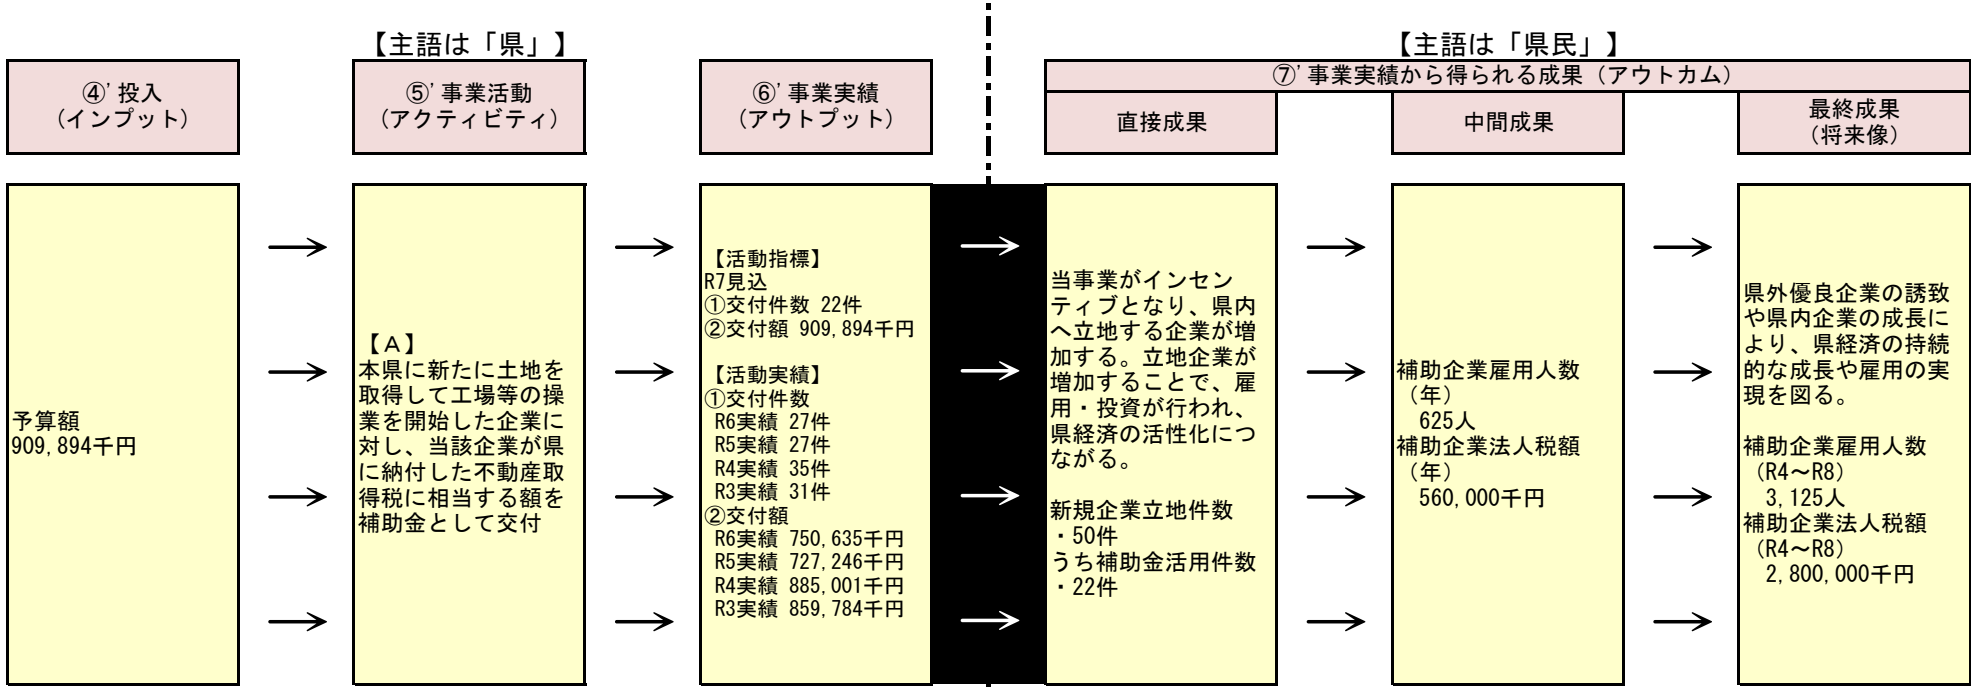 【主語は「県」】
【主語は「県民」】
④’投入
（インプット）
⑤’事業活動
（アクティビティ）
⑥’事業実績
（アウトプット）
⑦’事業実績から得られる成果（アウトカム）
直接成果
中間成果
最終成果
（将来像）
予算額
909,894千円
【Ａ】
本県に新たに土地を
取得して工場等の操
業を開始した企業に
対し、当該企業が県
に納付した不動産取
得税に相当する額を
補助金として交付
【活動指標】
R7見込
①交付件数 22件
②交付額 909,894千円
【活動実績】
①交付件数
R6実績 27件
R5実績 27件
R4実績 35件
R3実績 31件
②交付額
R6実績 750,635千円
R5実績 727,246千円
R4実績 885,001千円
R3実績 859,784千円
当事業がインセン
ティブとなり、県内
へ立地する企業が増
加する。立地企業が
増加することで、雇
用・投資が行われ、
県経済の活性化につ
ながる。
新規企業立地件数
・50件
うち補助金活用件数
・22件
補助企業雇用人数
（年）
625人
補助企業法人税額
（年）
560,000千円
県外優良企業の誘致
や県内企業の成長に
より、県経済の持続
的な成長や雇用の実
現を図る。
補助企業雇用人数
（R4～R8）
3,125人
補助企業法人税額
（R4～R8）
2,800,000千円